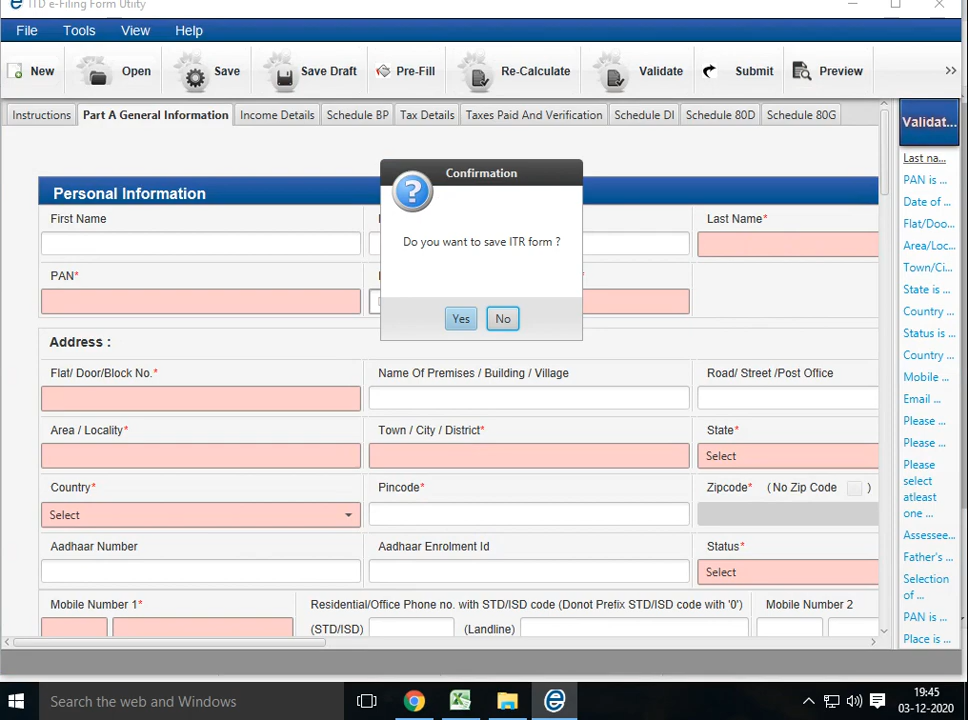 ITD e-Filing Form Utility
File Tools View Help
New Open Save Save Draft Pre-Fill Re-Calculate Validate Submit Preview >>
Instructions Part A General Information Income Details Schedule BP Tax Details Taxes Paid And Verification Schedule DI Schedule 80D Schedule 80G
Validat...
Confirmation
?
Do you want to save ITR form ?
Yes No
Personal Information
First Name
Last Name*
PAN*
Address :
Flat/ Door/Block No.*
Name Of Premises / Building / Village
Road/ Street /Post Office
Area / Locality*
Town / City / District*
State*
Select
Country*
Pincode*
Zipcode* ( No Zip Code )
Select
Aadhaar Number
Aadhaar Enrolment Id
Status*
Select
Mobile Number 1*
Residential/Office Phone no. with STD/ISD code (Donot Prefix STD/ISD code with '0')
Mobile Number 2
(STD/ISD)
(Landline)
Last na...
PAN is ...
Date of ...
Flat/Doo...
Area/Loc...
Town/Ci...
State is ...
Country ...
Status is ...
Country ...
Mobile ...
Email ...
Please ...
Please ...
Please
select
atleast
one ...
Assessee...
Father's ...
Selection
of ...
PAN is ...
Place is ...
Search the web and Windows
19:45
03-12-2020